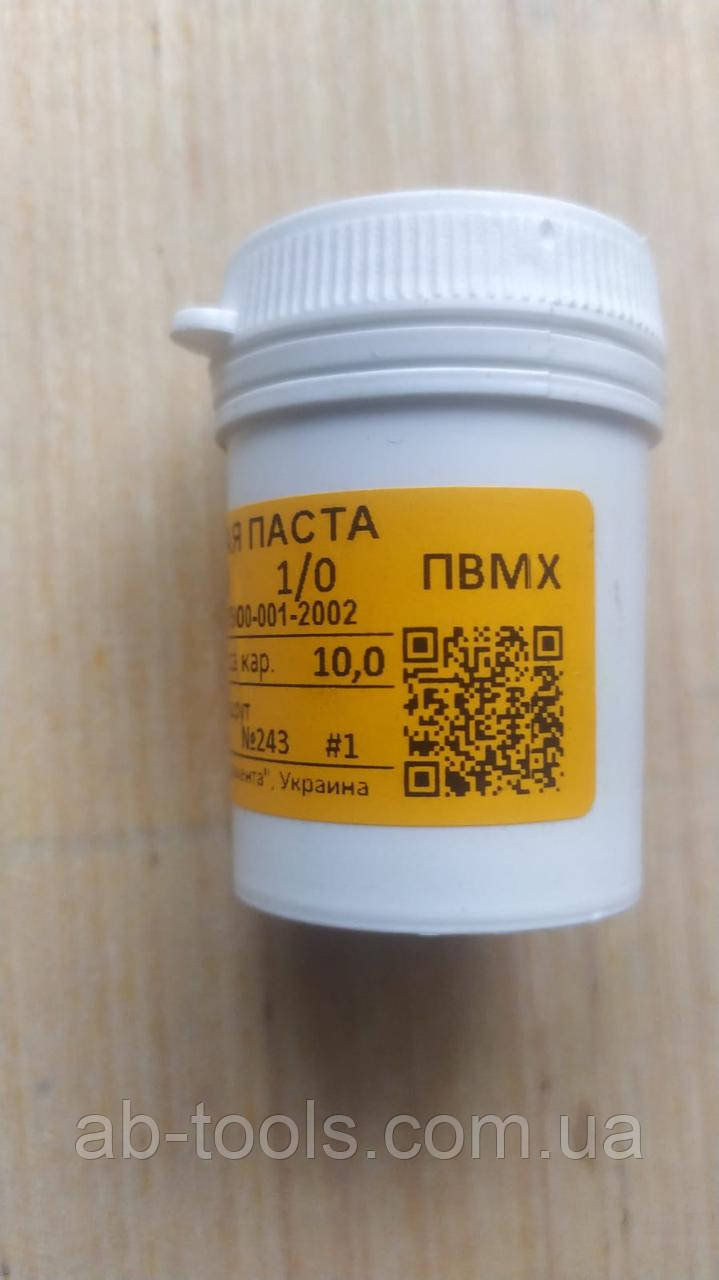 АЯ ПАСТА
1/0 ПВМХ
00-001-2002
кар. 10,0
№243 #1
Украина
ab-tools.com.ua